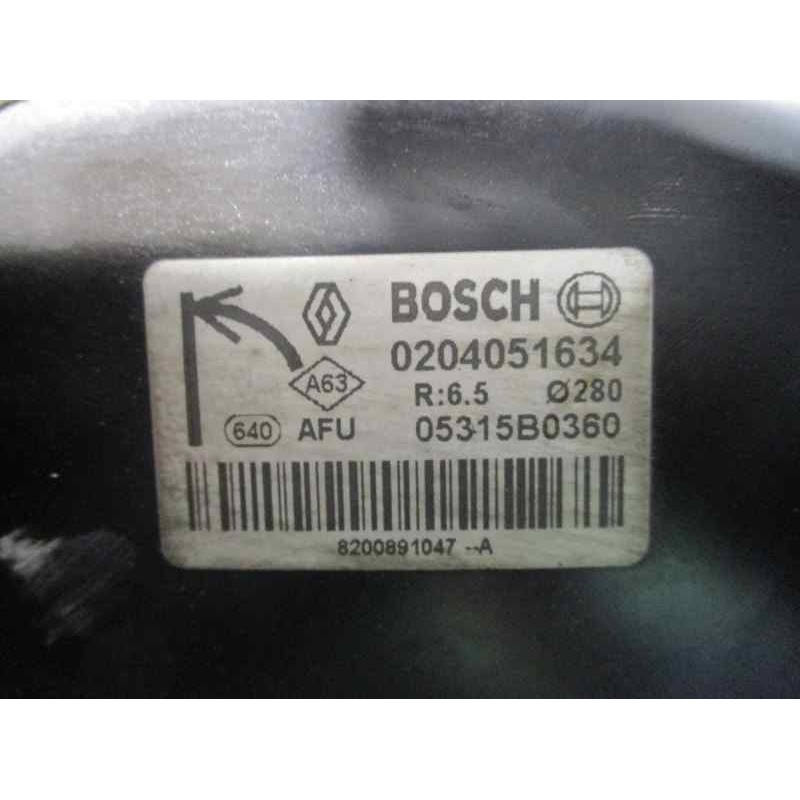 BOSCH
0204051634
A63
R:6.5 Ø280
640 AFU 05315B0360
8200891047 --A